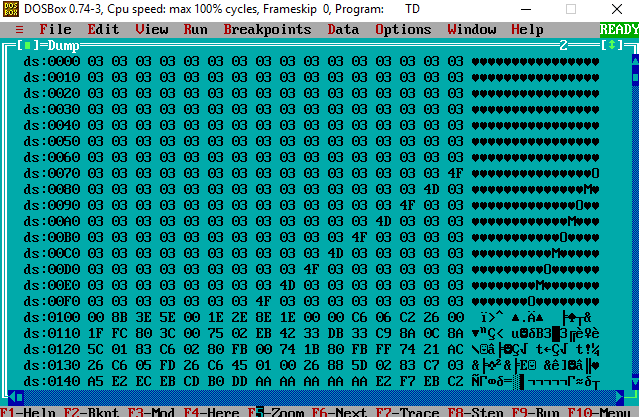 DOSBox 0.74-3, Cpu speed: max 100% cycles, Frameskip 0, Program: TD
≡ File Edit View Run Breakpoints Data Options Window Help READY
[■]=Dump 2 [↕]
ds:0000 03 03 03 03 03 03 03 03 03 03 03 03 03 03 03 03 ♥♥♥♥♥♥♥♥♥♥♥♥♥♥♥♥
ds:0010 03 03 03 03 03 03 03 03 03 03 03 03 03 03 03 03 ♥♥♥♥♥♥♥♥♥♥♥♥♥♥♥♥
ds:0020 03 03 03 03 03 03 03 03 03 03 03 03 03 03 03 03 ♥♥♥♥♥♥♥♥♥♥♥♥♥♥♥♥
ds:0030 03 03 03 03 03 03 03 03 03 03 03 03 03 03 03 03 ♥♥♥♥♥♥♥♥♥♥♥♥♥♥♥♥
ds:0040 03 03 03 03 03 03 03 03 03 03 03 03 03 03 03 03 ♥♥♥♥♥♥♥♥♥♥♥♥♥♥♥♥
ds:0050 03 03 03 03 03 03 03 03 03 03 03 03 03 03 03 03 ♥♥♥♥♥♥♥♥♥♥♥♥♥♥♥♥
ds:0060 03 03 03 03 03 03 03 03 03 03 03 03 03 03 03 03 ♥♥♥♥♥♥♥♥♥♥♥♥♥♥♥♥
ds:0070 03 03 03 03 03 03 03 03 03 03 03 03 03 03 03 4F ♥♥♥♥♥♥♥♥♥♥♥♥♥♥♥O
ds:0080 03 03 03 03 03 03 03 03 03 03 03 03 03 03 4D 03 ♥♥♥♥♥♥♥♥♥♥♥♥♥♥M♥
ds:0090 03 03 03 03 03 03 03 03 03 03 03 03 03 4F 03 03 ♥♥♥♥♥♥♥♥♥♥♥♥♥O♥♥
ds:00A0 03 03 03 03 03 03 03 03 03 03 03 03 4D 03 03 03 ♥♥♥♥♥♥♥♥♥♥♥♥M♥♥♥
ds:00B0 03 03 03 03 03 03 03 03 03 03 03 4F 03 03 03 03 ♥♥♥♥♥♥♥♥♥♥♥O♥♥♥♥
ds:00C0 03 03 03 03 03 03 03 03 03 03 4D 03 03 03 03 03 ♥♥♥♥♥♥♥♥♥♥M♥♥♥♥♥
ds:00D0 03 03 03 03 03 03 03 03 03 4F 03 03 03 03 03 03 ♥♥♥♥♥♥♥♥♥O♥♥♥♥♥♥
ds:00E0 03 03 03 03 03 03 03 03 4D 03 03 03 03 03 03 03 ♥♥♥♥♥♥♥♥M♥♥♥♥♥♥♥
ds:00F0 03 03 03 03 03 03 03 4F 03 03 03 03 03 03 03 03 ♥♥♥♥♥♥♥O♥♥♥♥♥♥♥♥
ds:0100 00 8B 3E 5E 00 1E 2E 8E 1E 00 00 C6 06 C2 26 00 ï>^ ▲.Ä▲  ╞♠┬&
ds:0110 1F FC 80 3C 00 75 02 EB 42 33 DB 33 C9 8A 0C 8A ▼ⁿÇ< u☻δB3█3╔è♀è
ds:0120 5C 01 83 C6 02 80 FB 00 74 1B 80 FB FF 74 21 AC \☺â╞☻Ç√ t←Ç√ t!¼
ds:0130 26 C6 05 FD 26 C6 45 01 00 26 88 5D 02 83 C7 03 &╞♣²&╞E☺ &ê]☻â╟♥
ds:0140 A5 E2 EC EB CD B0 DD AA AA AA AA AA E2 F7 EB C2 ÑΓ∞δ═░▌¬¬¬¬¬Γ≈δ┬
F1-Help F2-Bkpt F3-Mod F4-Here F5-Zoom F6-Next F7-Trace F8-Step F9-Run F10-Menu